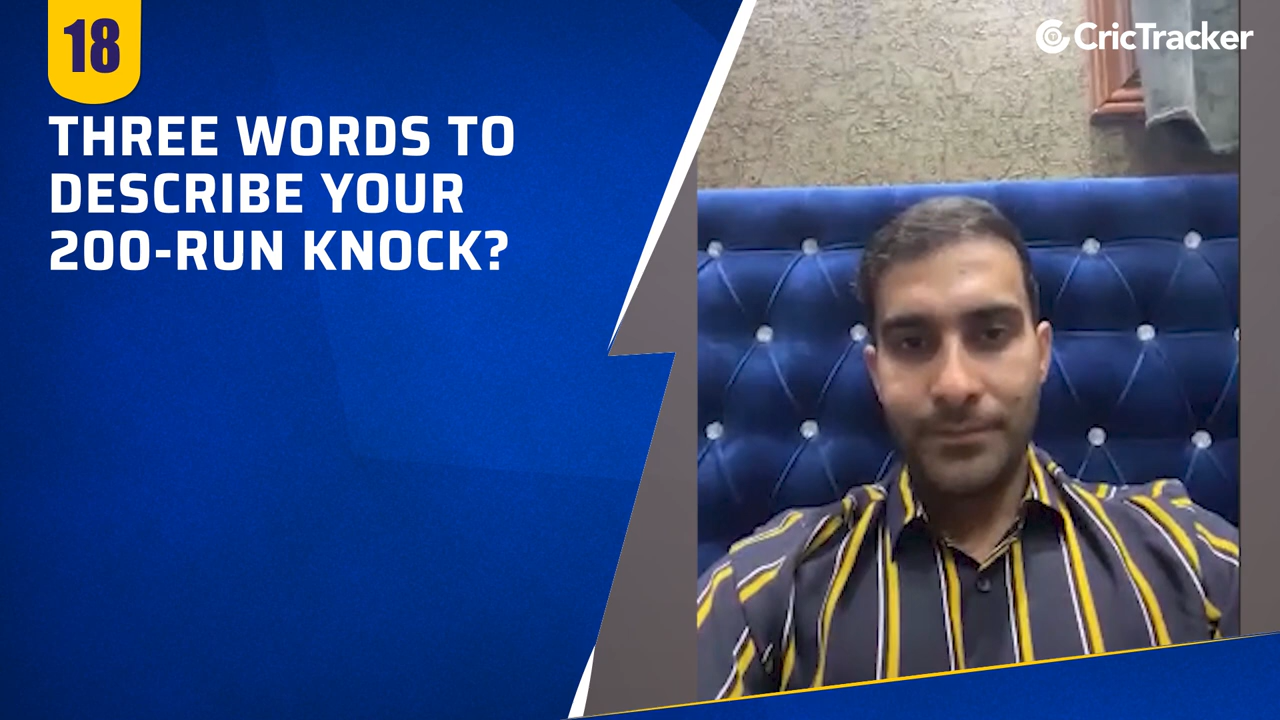 18
CricTracker
THREE WORDS TO
DESCRIBE YOUR
200-RUN KNOCK?